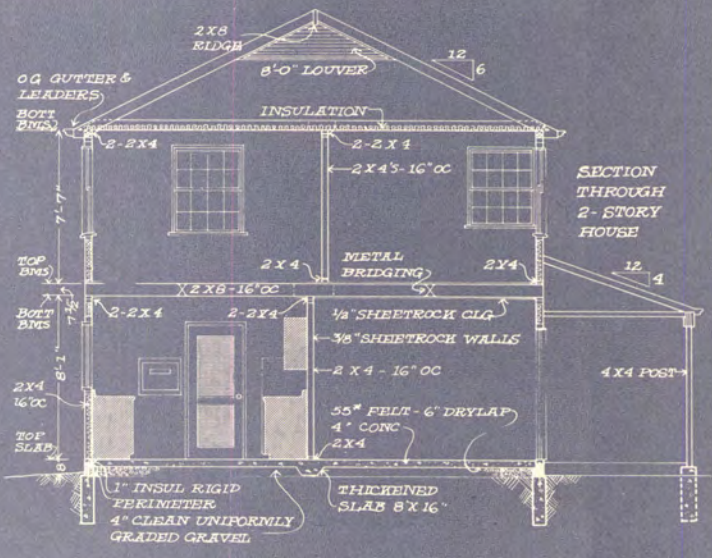 2X8
RIDGE
12
6
8'-0" LOUVER
OG GUTTER &
LEADERS
BOTT
BMS
INSULATION
2-2X4
2-2X4
2X4'S-16"OC
7'-7"
SECTION
THROUGH
2-STORY
HOUSE
TOP
BMS
2X4
METAL
BRIDGING
2X4
12
4
2X8-16"OC
7½"
BOTT
BMS
2-2X4
2-2X4
½" SHEETROCK CLG
3/8" SHEETROCK WALLS
8'-1"
2X4
16"OC
2 X 4 - 16" OC
4X4 POST
55# FELT - 6" DRYLAP
4" CONC
TOP
SLAB
2X4
8"
1" INSUL RIGID
PERIMETER
4" CLEAN UNIFORMLY
GRADED GRAVEL
THICKENED
SLAB 8"X16"